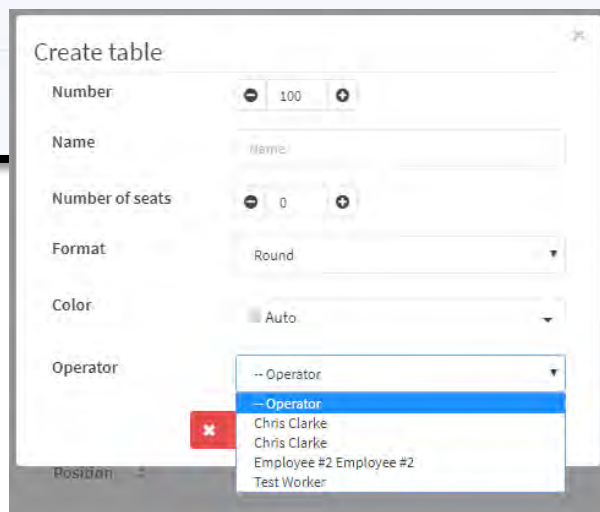 Create table
Number
100
Name
Name
Number of seats
0
Format
Round
Color
Auto
Operator
-- Operator
-- Operator
Chris Clarke
Chris Clarke
Employee #2 Employee #2
Test Worker
Position